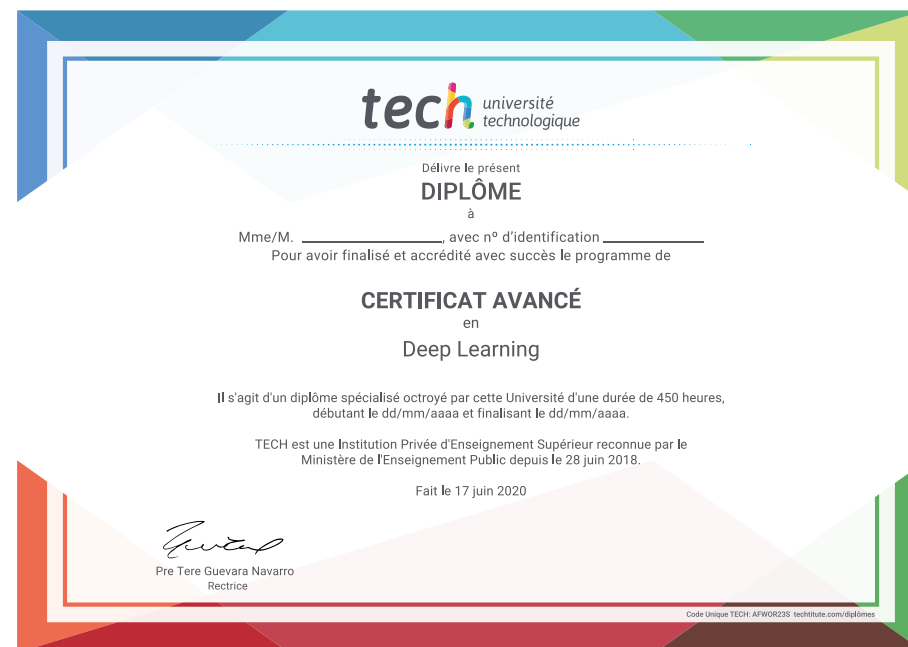 tech université
technologique
Délivre le présent
DIPLÔME
à
Mme/M. ____________________, avec nº d'identification ______________
Pour avoir finalisé et accrédité avec succès le programme de
CERTIFICAT AVANCÉ
en
Deep Learning
Il s'agit d'un diplôme spécialisé octroyé par cette Université d'une durée de 450 heures,
débutant le dd/mm/aaaa et finalisant le dd/mm/aaaa.
TECH est une Institution Privée d'Enseignement Supérieur reconnue par le
Ministère de l'Enseignement Public depuis le 28 juin 2018.
Fait le 17 juin 2020
Pre Tere Guevara Navarro
Rectrice
Code Unique TECH: AFWOR23S techtitute.com/diplômes